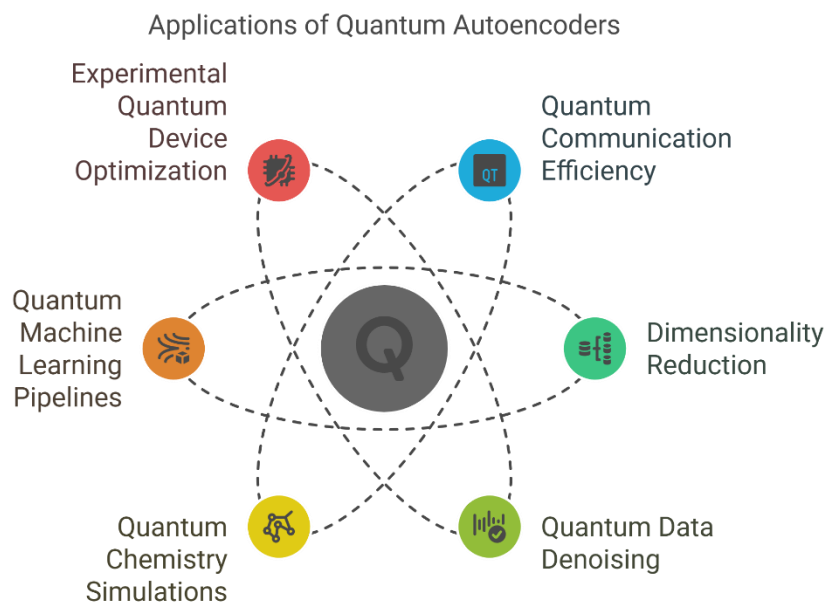 Applications of Quantum Autoencoders
Experimental
Quantum
Device
Optimization
Quantum
Communication
Efficiency
QT
Quantum
Machine
Learning
Pipelines
Q
Dimensionality
Reduction
Quantum
Chemistry
Simulations
Quantum Data
Denoising